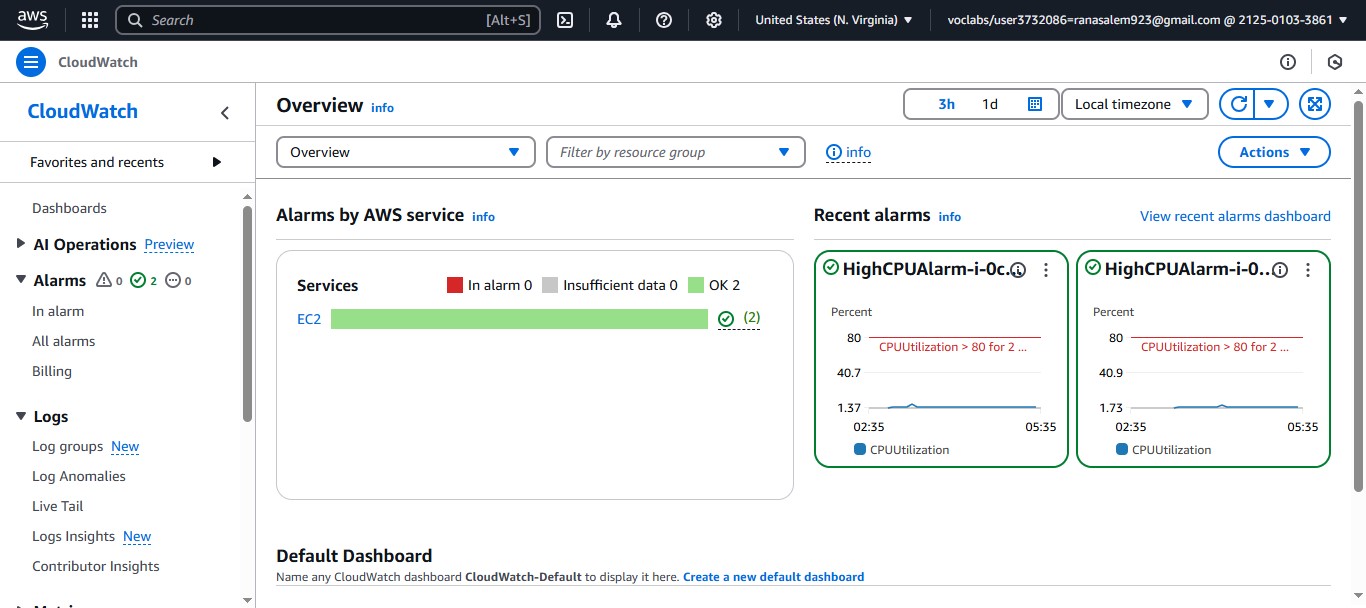 aws
Search [Alt+S] United States (N. Virginia) voclabs/user3732086=ranasalem923@gmail.com @ 2125-0103-3861
CloudWatch
CloudWatch
Favorites and recents
Dashboards
AI Operations Preview
Alarms 0 2 0
In alarm
All alarms
Billing
Logs
Log groups New
Log Anomalies
Live Tail
Logs Insights New
Contributor Insights
Overview info
3h 1d Local timezone
Overview Filter by resource group info Actions
Alarms by AWS service info
Services In alarm 0 Insufficient data 0 OK 2
EC2 (2)
Recent alarms info View recent alarms dashboard
HighCPUAlarm-i-0c...
Percent
80
CPUUtilization > 80 for 2 ...
40.7
1.37
02:35 05:35
CPUUtilization
HighCPUAlarm-i-0...
Percent
80
CPUUtilization > 80 for 2 ...
40.9
1.73
02:35 05:35
CPUUtilization
Default Dashboard
Name any CloudWatch dashboard CloudWatch-Default to display it here. Create a new default dashboard